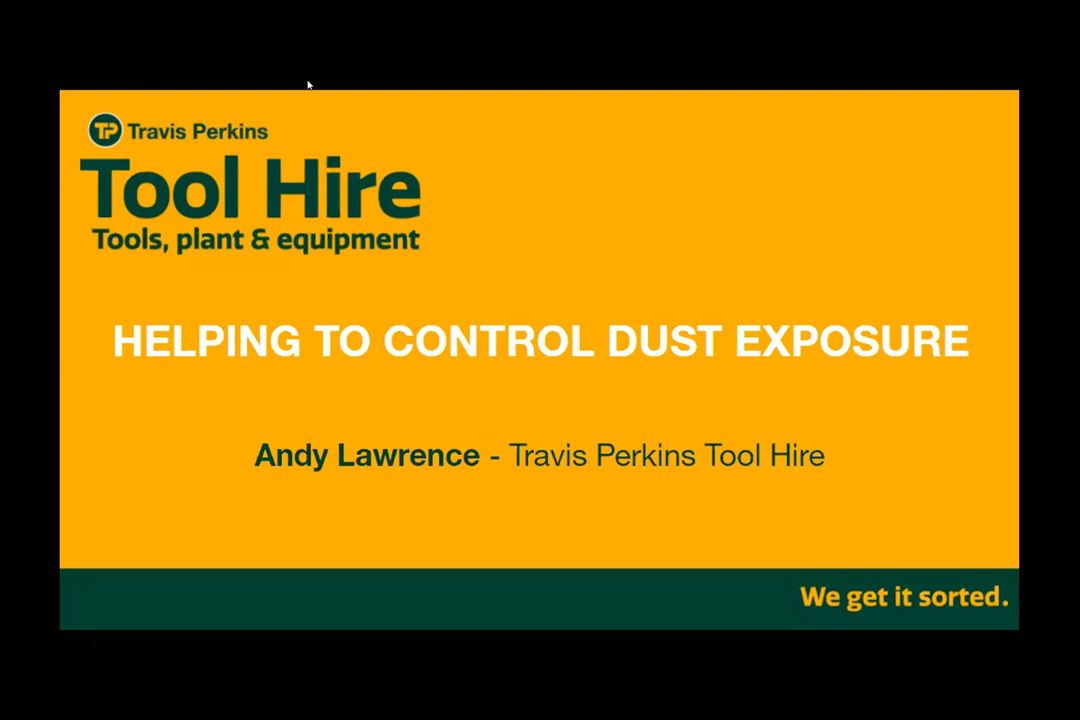 TP Travis Perkins
Tool Hire
Tools, plant & equipment
HELPING TO CONTROL DUST EXPOSURE
Andy Lawrence - Travis Perkins Tool Hire
We get it sorted.